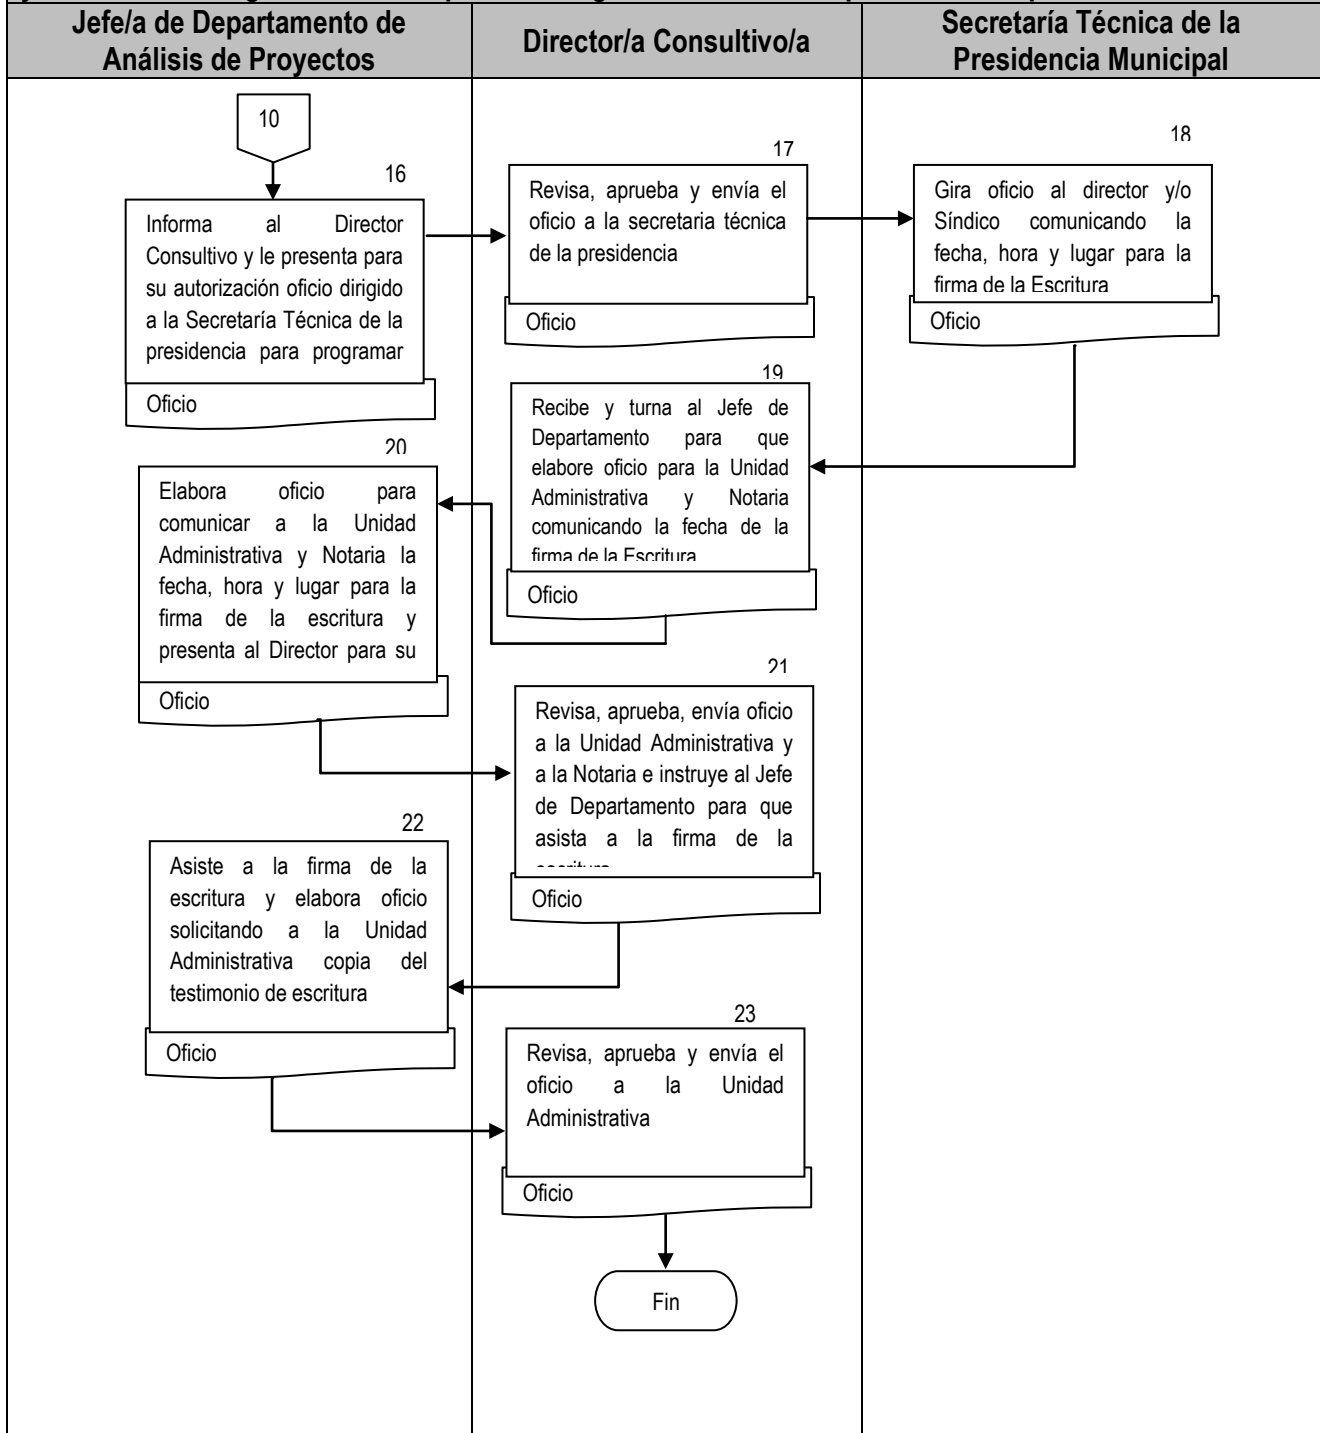 Jefe/a de Departamento de
Análisis de Proyectos
Director/a Consultivo/a
Secretaría Técnica de la
Presidencia Municipal
10
16
Informa al Director
Consultivo y le presenta para
su autorización oficio dirigido
a la Secretaría Técnica de la
presidencia para programar
Oficio
17
Revisa, aprueba y envía el
oficio a la secretaria técnica
de la presidencia
Oficio
18
Gira oficio al director y/o
Síndico comunicando la
fecha, hora y lugar para la
firma de la Escritura
Oficio
19
Recibe y turna al Jefe de
Departamento para que
elabore oficio para la Unidad
Administrativa y Notaria
comunicando la fecha de la
firma de la Escritura
Oficio
20
Elabora oficio para
comunicar a la Unidad
Administrativa y Notaria la
fecha, hora y lugar para la
firma de la escritura y
presenta al Director para su
Oficio
21
Revisa, aprueba, envía oficio
a la Unidad Administrativa y
a la Notaria e instruye al Jefe
de Departamento para que
asista a la firma de la
escritura
Oficio
22
Asiste a la firma de la
escritura y elabora oficio
solicitando a la Unidad
Administrativa copia del
testimonio de escritura
Oficio
23
Revisa, aprueba y envía el
oficio a la Unidad
Administrativa
Oficio
Fin